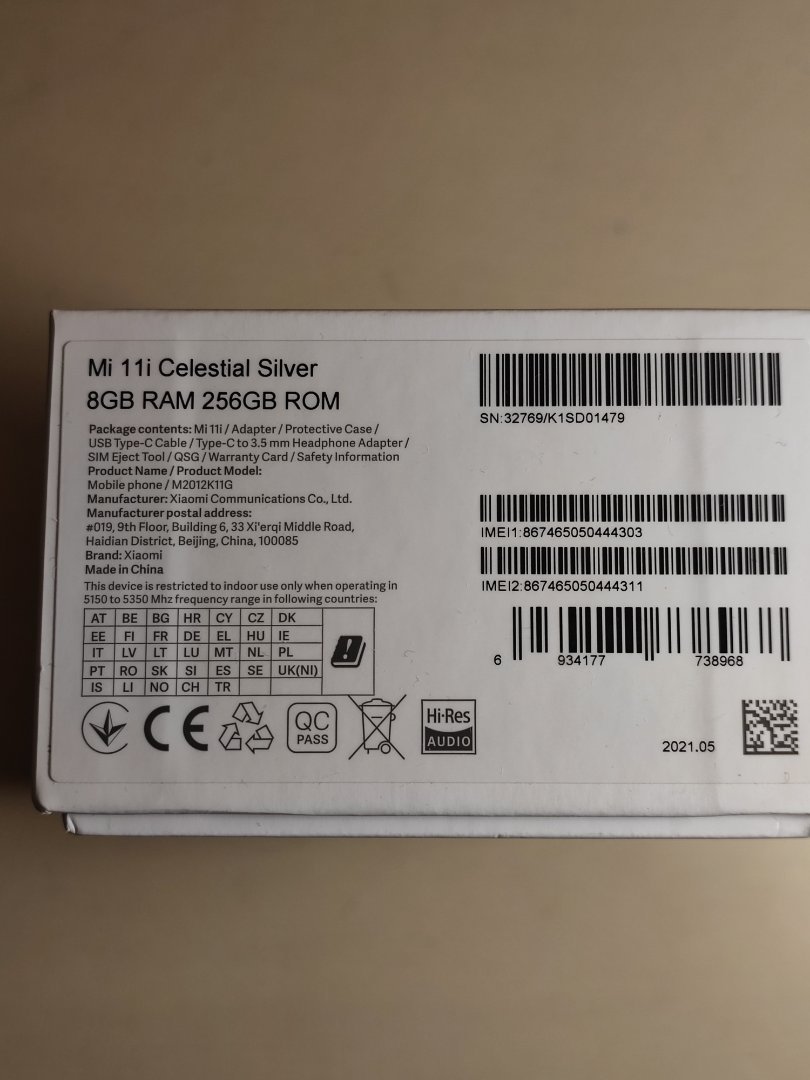 Mi 11i Celestial Silver
8GB RAM 256GB ROM
Package contents: Mi 11i / Adapter / Protective Case /
USB Type-C Cable / Type-C to 3.5 mm Headphone Adapter /
SIM Eject Tool / QSG / Warranty Card / Safety Information
Product Name / Product Model:
Mobile phone / M2012K11G
Manufacturer: Xiaomi Communications Co., Ltd.
Manufacturer postal address:
#019, 9th Floor, Building 6, 33 Xi'erqi Middle Road,
Haidian District, Beijing, China, 100085
Brand: Xiaomi
Made in China
This device is restricted to indoor use only when operating in
5150 to 5350 Mhz frequency range in following countries:
AT BE BG HR CY CZ DK
EE FI FR DE EL HU IE
IT LV LT LU MT NL PL
PT RO SK SI ES SE UK(NI)
IS LI NO CH TR
CE
QC
PASS
Hi-Res
AUDIO
SN:32769/K1SD01479
IMEI1:867465050444303
IMEI2:867465050444311
6 934177 738968
2021.05
D